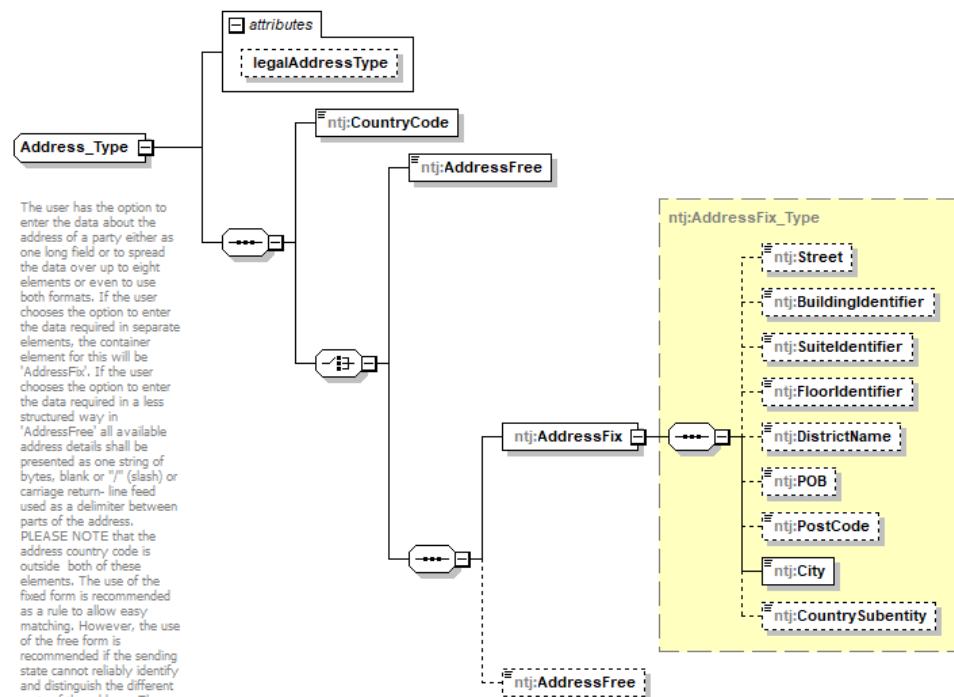 attributes
legalAddressType
ntj:CountryCode
Address_Type
ntj:AddressFree
The user has the option to
enter the data about the
address of a party either as
one long field or to spread
the data over up to eight
elements or even to use
both formats. If the user
chooses the option to enter
the data required in separate
elements, the container
element for this will be
'AddressFix'. If the user
chooses the option to enter
the data required in a less
structured way in
'AddressFree' all available
address details shall be
presented as one string of
bytes, blank or "/" (slash) or
carriage return- line feed
used as a delimiter between
parts of the address.
PLEASE NOTE that the
address country code is
outside  both of these
elements. The use of the
fixed form is recommended
as a rule to allow easy
matching. However, the use
of the free form is
recommended if the sending
state cannot reliably identify
and distinguish the different
ntj:AddressFix_Type
ntj:Street
ntj:BuildingIdentifier
ntj:SuiteIdentifier
ntj:FloorIdentifier
ntj:AddressFix
ntj:DistrictName
ntj:POB
ntj:PostCode
ntj:City
ntj:CountrySubentity
ntj:AddressFree